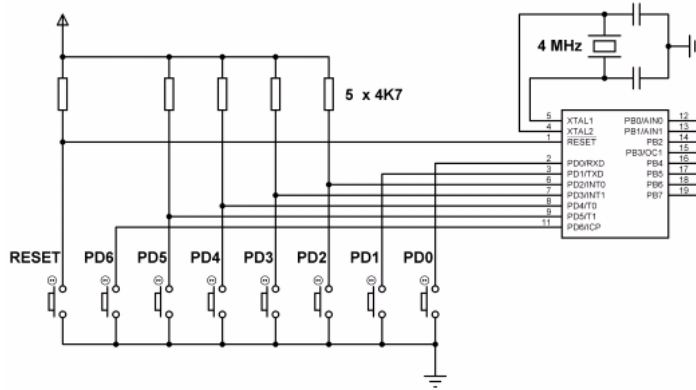 4 MHz
5 x 4K7
5 XTAL1 PB0/AIN0 12
4 XTAL2 PB1/AIN1 13
1 RESET PB2 14
PB3/OC1 15
2 PD0/RXD PB4 16
3 PD1/TXD PB5 17
6 PD2/INT0 PB6 18
7 PD3/INT1 PB7 19
8 PD4/T0
9 PD5/T1
11 PD6/ICP
RESET PD6 PD5 PD4 PD3 PD2 PD1 PD0